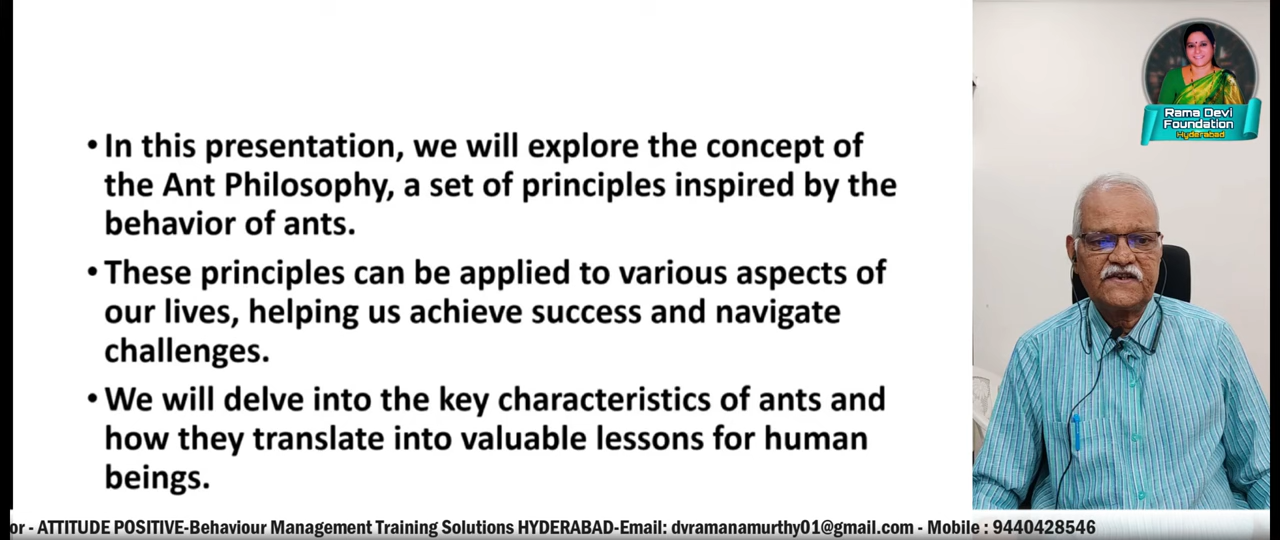 • In this presentation, we will explore the concept of
the Ant Philosophy, a set of principles inspired by the
behavior of ants.
• These principles can be applied to various aspects of
our lives, helping us achieve success and navigate
challenges.
• We will delve into the key characteristics of ants and
how they translate into valuable lessons for human
beings.
Rama Devi
Foundation
Hyderabad
or - ATTITUDE POSITIVE-Behaviour Management Training Solutions HYDERABAD-Email: dvramanamurthy01@gmail.com - Mobile : 9440428546